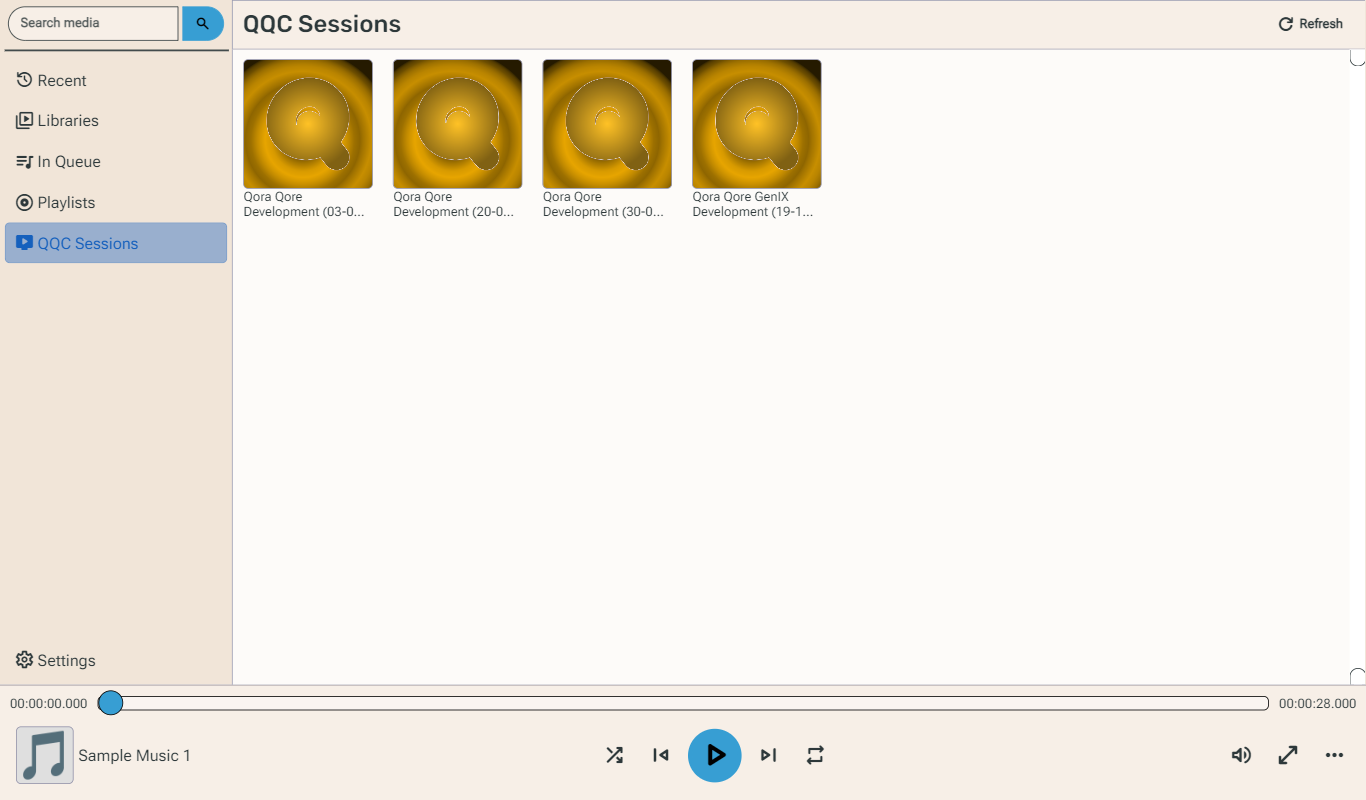 Search media
QQC Sessions
Refresh
Recent
Libraries
In Queue
Playlists
QQC Sessions
Settings
Qora Qore
Development (03-0...
Qora Qore
Development (20-0...
Qora Qore
Development (30-0...
Qora Qore GenIX
Development (19-1...
00:00:00.000
00:00:28.000
Sample Music 1